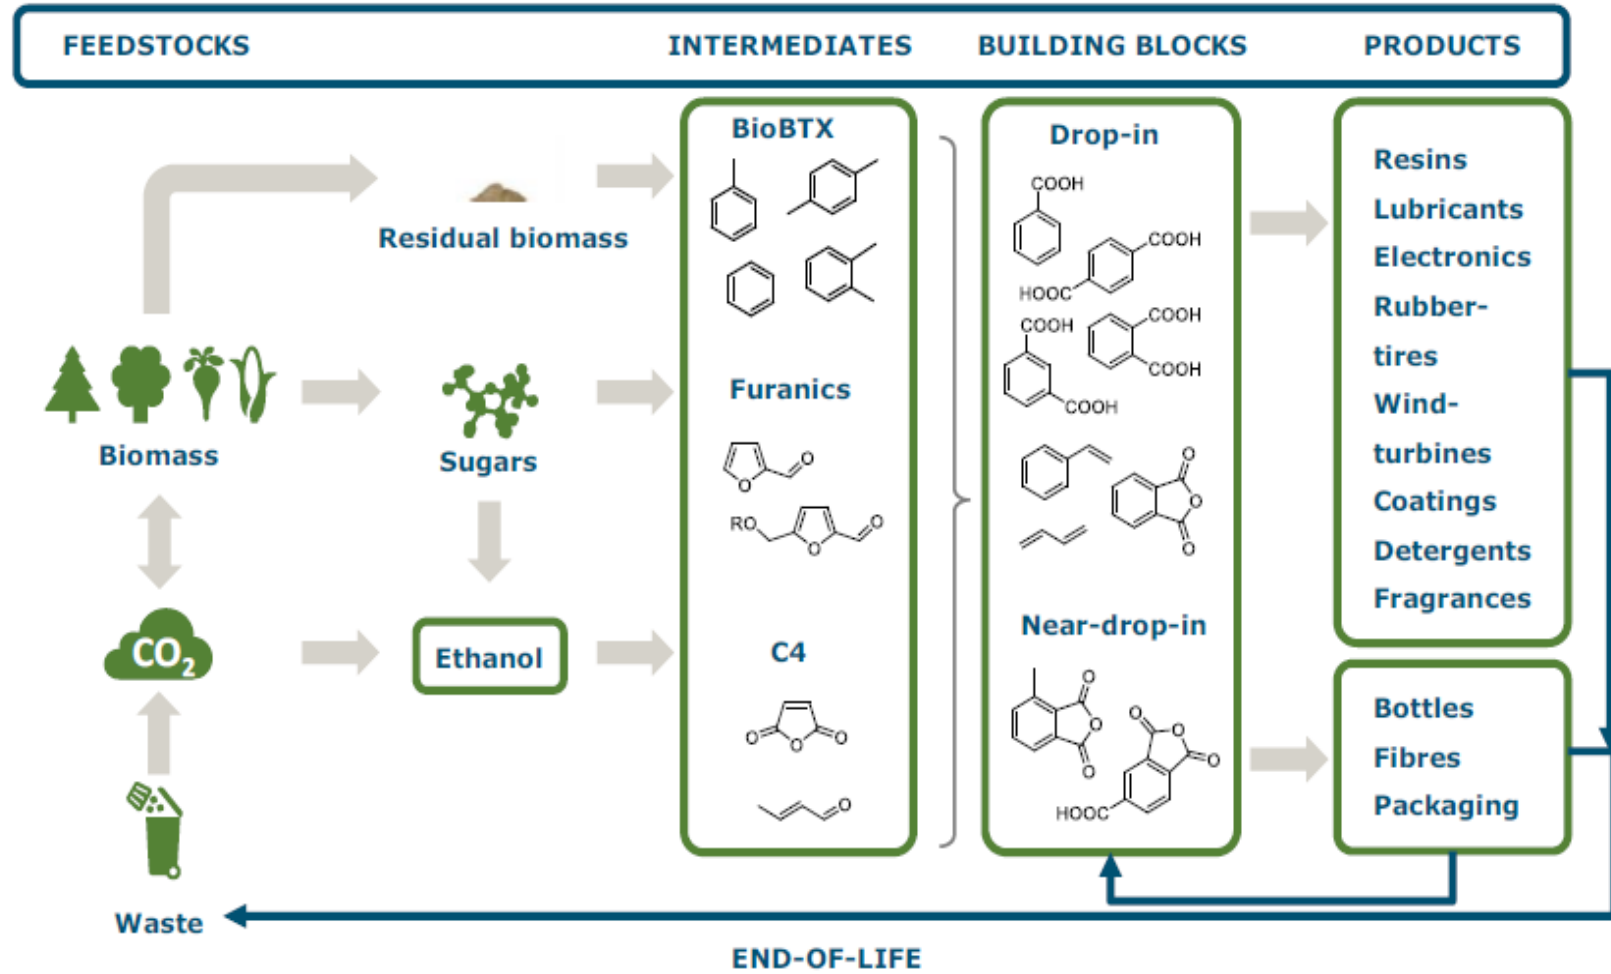 FEEDSTOCKS
INTERMEDIATES
BUILDING BLOCKS
PRODUCTS
Residual biomass
Biomass
Sugars
CO2
Ethanol
Waste
BioBTX
Furanics
O
O
RO
O
O
C4
O
O
O
O
Drop-in
COOH
COOH
HOOC
COOH
COOH
COOH
COOH
O
O
O
Near-drop-in
O
O
O
O
O
O
HOOC
Resins
Lubricants
Electronics
Rubber-
tires
Wind-
turbines
Coatings
Detergents
Fragrances
Bottles
Fibres
Packaging
END-OF-LIFE